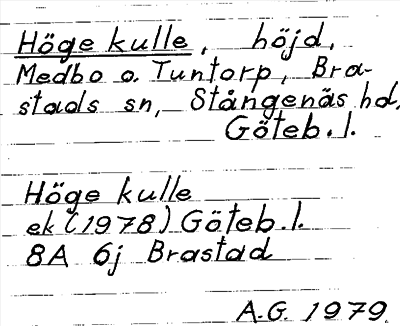 Höge kulle, höjd,
Medbo o. Tuntorp, Bra-
stads sn, Stångenäs hd,
Göteb. l.
Höge kulle
ek (1978) Göteb. l.
8A 6j Brastad
A.G. 1979.